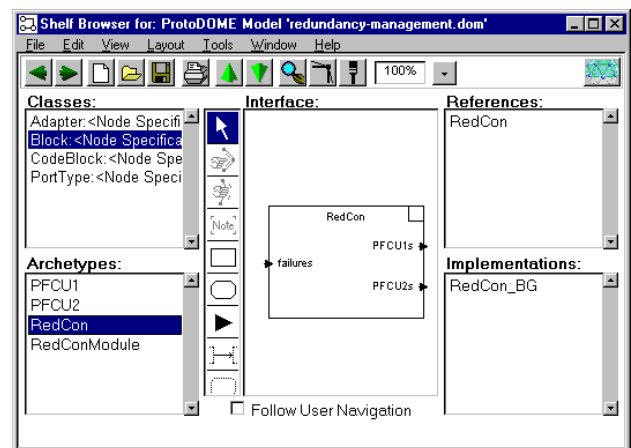 Shelf Browser for: ProtoDOME Model 'redundancy-management.dom'
File Edit View Layout Tools Window Help
100%
Classes:
Adapter:<Node Specifi
Block:<Node Specifica
CodeBlock:<Node Spe
PortType:<Node Speci
Archetypes:
PFCU1
PFCU2
RedCon
RedConModule
Note
Interface:
RedCon
PFCU1s
failures
PFCU2s
Follow User Navigation
References:
RedCon
Implementations:
RedCon_BG